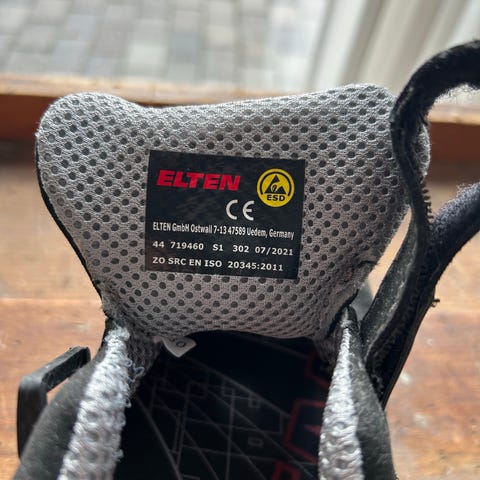 ELTEN
ESD
CE
ELTEN GmbH Ostwall 7-13 47589 Uedem, Germany
44 719460 S1 302 07/2021
ZO SRC EN ISO 20345:2011